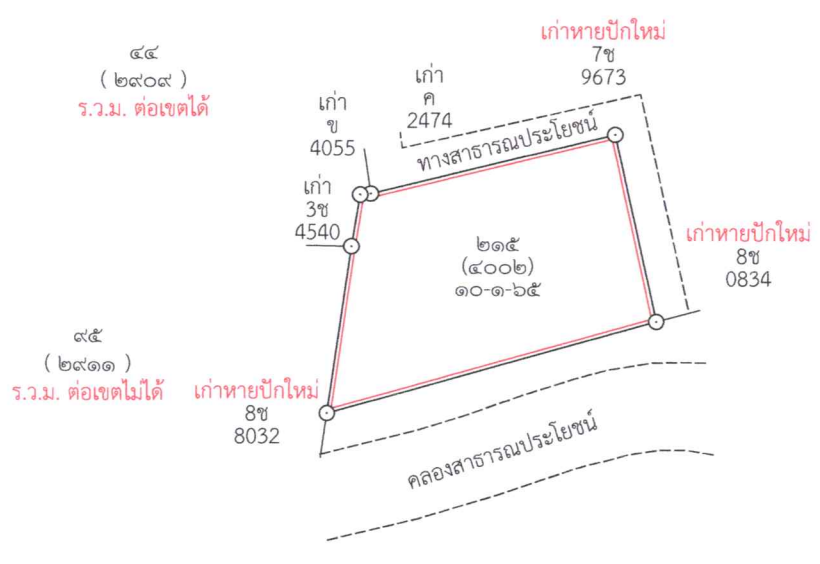 ๔๔
( ๒๙๐๙ )
ร.ว.ม. ต่อเขตได้
เก่า
ข
4055
เก่า
ค
2474
เก่าหายปักใหม่
7ช
9673
ทางสาธารณประโยชน์
เก่า
3ช
4540
๒๑๕
(๔๐๐๒)
๑๐-๑-๖๕
เก่าหายปักใหม่
8ช
0834
๙๕
( ๒๙๑๑ )
ร.ว.ม. ต่อเขตไม่ได้
เก่าหายปักใหม่
8ช
8032
คลองสาธารณประโยชน์